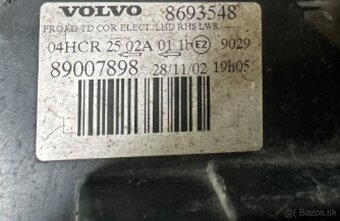 VOLVO 8693548
PROJ D TD COR ELECT./LHD RHS LWR
04HCR 25 02A 01 1b E2 9029
89007898 28/11/02 19h05
© Bazos.sk